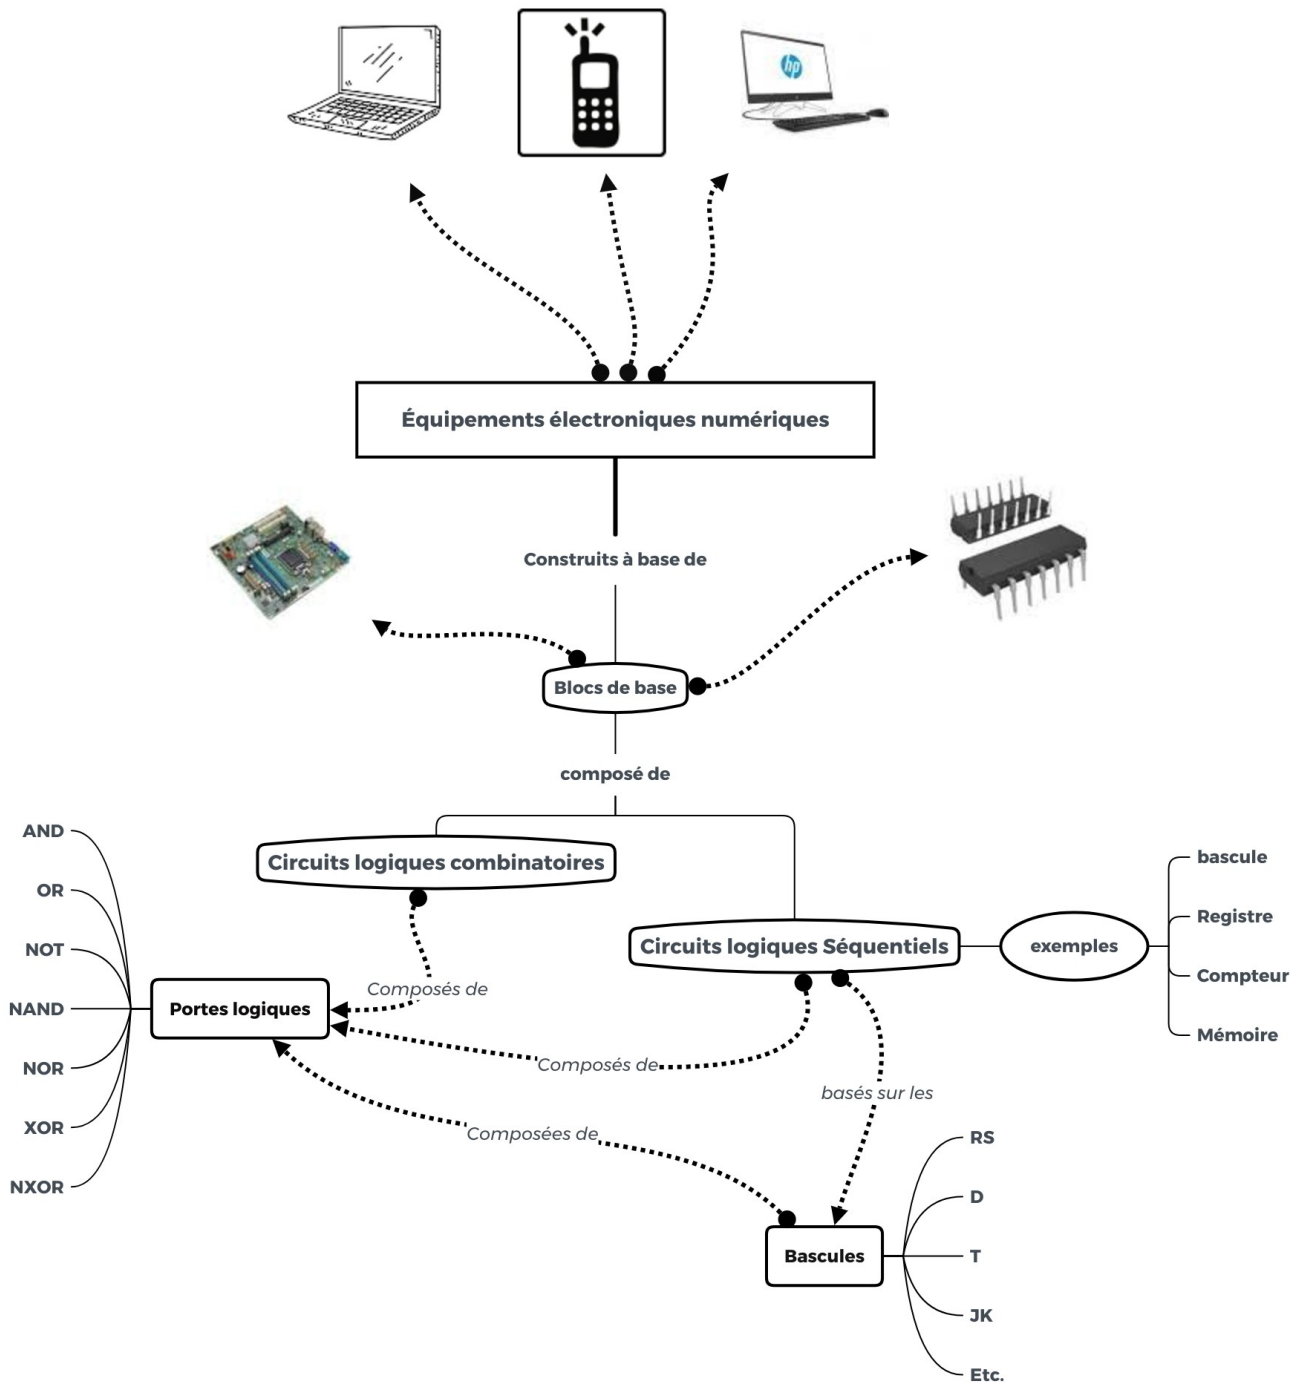 hp
Équipements électroniques numériques
Construits à base de
Blocs de base
composé de
AND
OR
NOT
NAND
NOR
XOR
NXOR
Circuits logiques combinatoires
Composés de
Portes logiques
Circuits logiques Séquentiels
exemples
bascule
Registre
Compteur
Mémoire
Composés de
basés sur les
Composées de
Bascules
RS
D
T
JK
Etc.